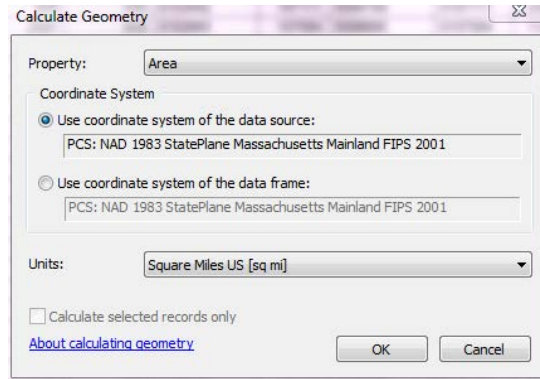 Calculate Geometry
Property: Area
Coordinate System
Use coordinate system of the data source:
PCS: NAD 1983 StatePlane Massachusetts Mainland FIPS 2001
Use coordinate system of the data frame:
PCS: NAD 1983 StatePlane Massachusetts Mainland FIPS 2001
Units: Square Miles US [sq mi]
Calculate selected records only
About calculating geometry OK Cancel